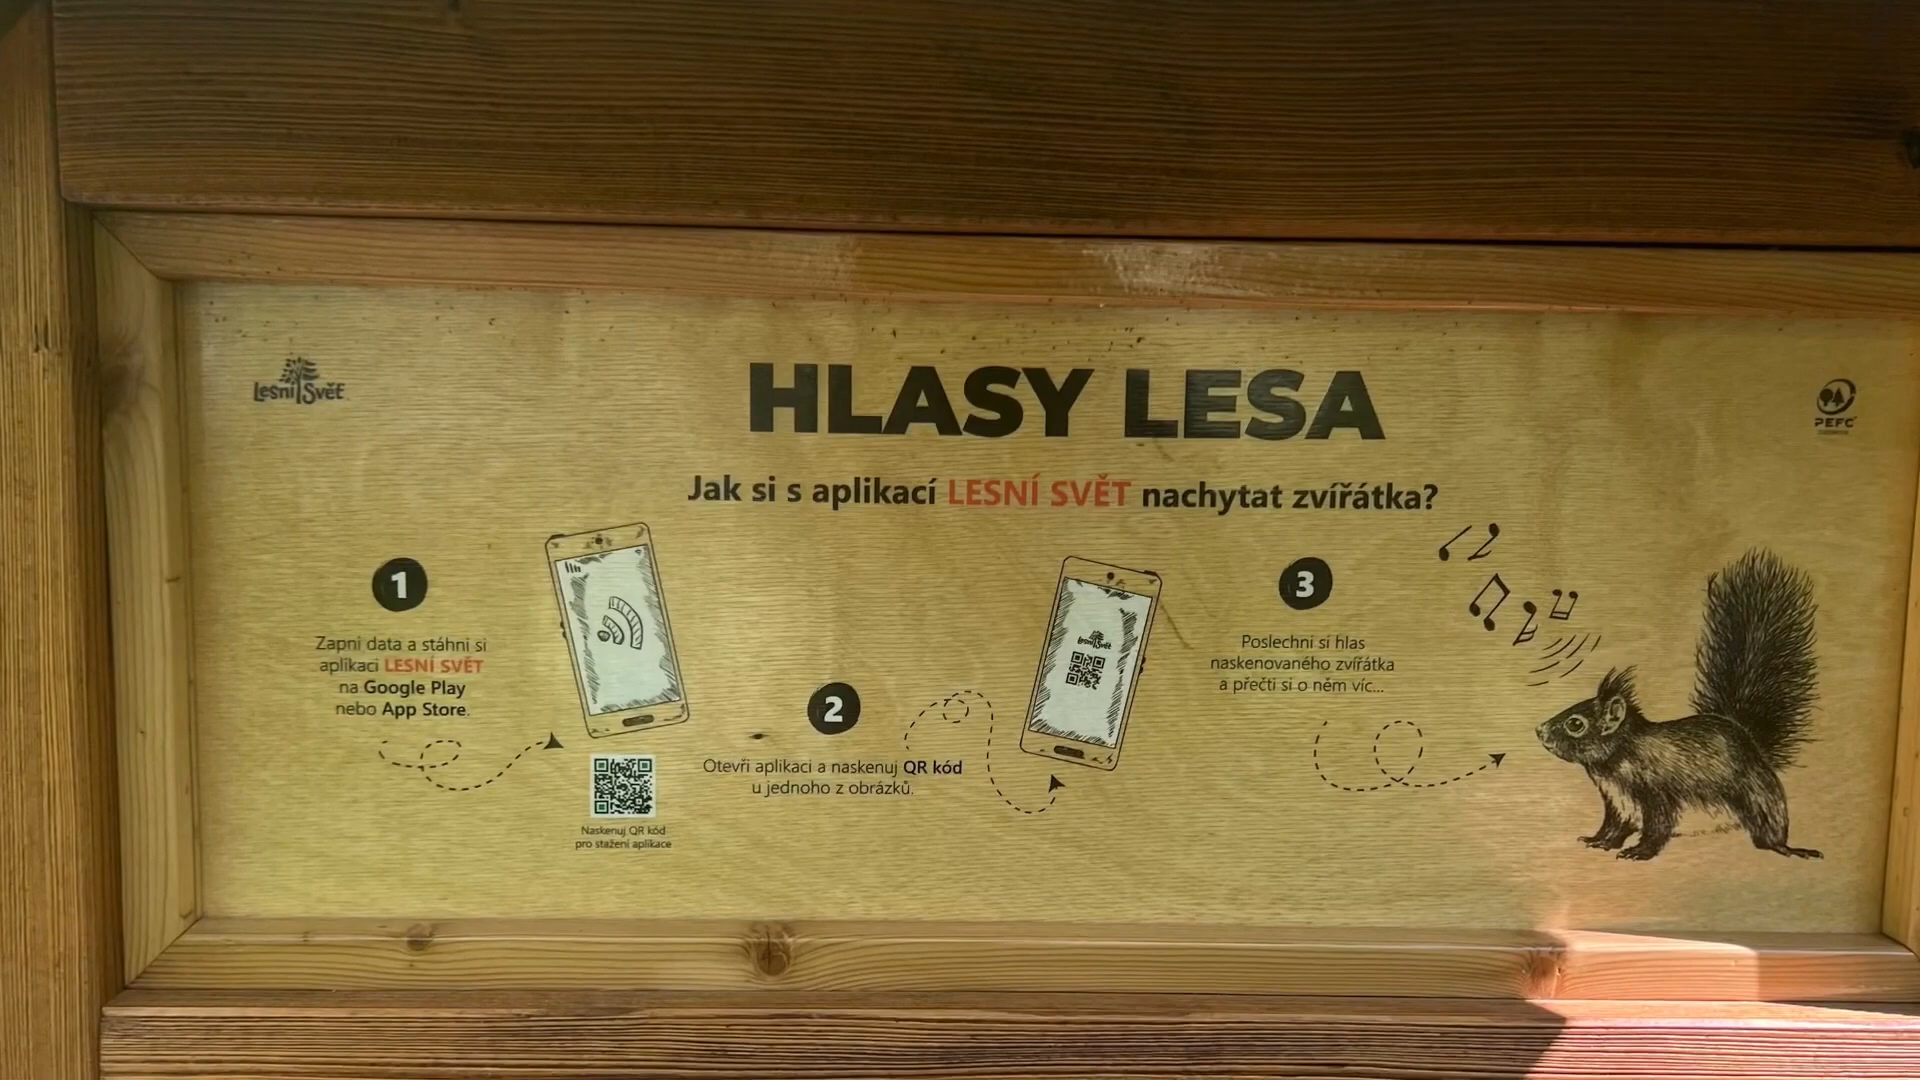 Lesní Svět
HLASY LESA
PEFC
Jak si s aplikací LESNÍ SVĚT nachytat zvířátka?
1
Zapni data a stáhni si
aplikaci LESNÍ SVĚT
na Google Play
nebo App Store.
Naskenuj QR kód
pro stažení aplikace
2
Otevři aplikaci a naskenuj QR kód
u jednoho z obrázků.
Lesní Svět
3
Poslechni si hlas
naskenovaného zvířátka
a přečti si o něm víc...